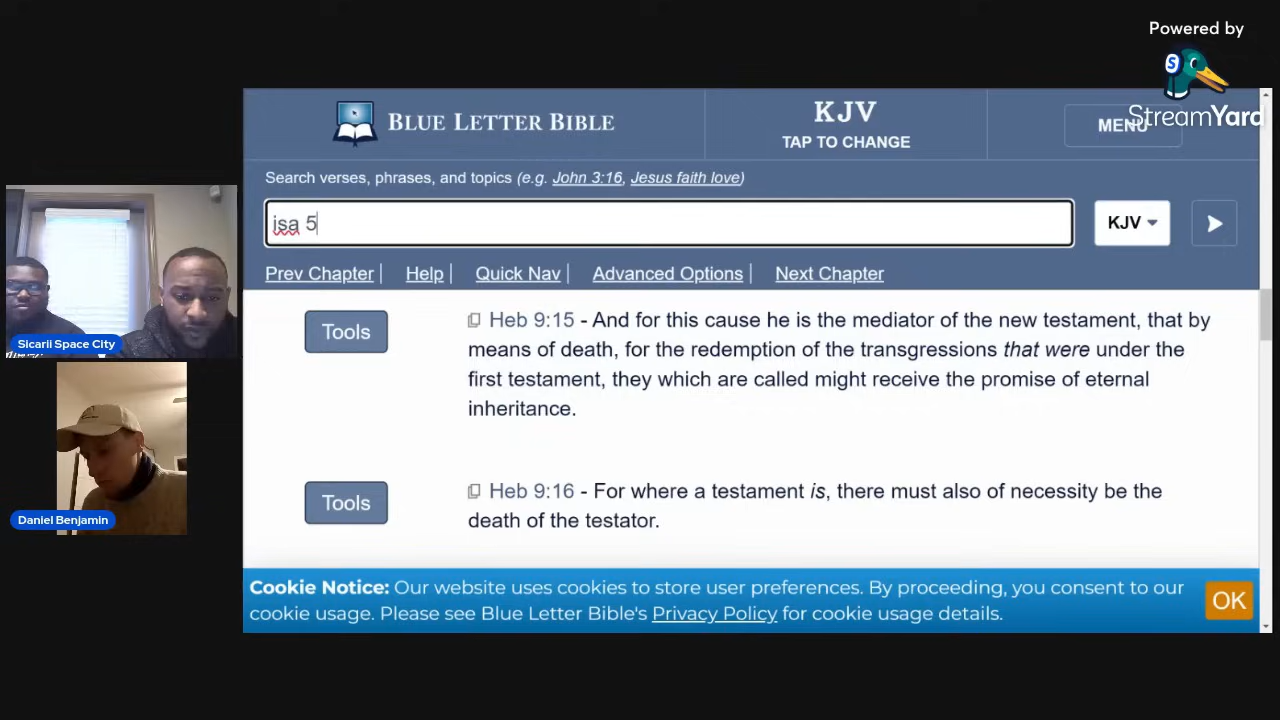 Powered by
S
StreamYard
BLUE LETTER BIBLE
KJV
TAP TO CHANGE
MENU
Search verses, phrases, and topics (e.g. John 3:16, Jesus faith love)
isa 5
KJV
Prev Chapter | Help | Quick Nav | Advanced Options | Next Chapter
Tools
Heb 9:15 - And for this cause he is the mediator of the new testament, that by
means of death, for the redemption of the transgressions that were under the
first testament, they which are called might receive the promise of eternal
inheritance.
Tools
Heb 9:16 - For where a testament is, there must also of necessity be the
death of the testator.
Cookie Notice: Our website uses cookies to store user preferences. By proceeding, you consent to our
cookie usage. Please see Blue Letter Bible's Privacy Policy for cookie usage details.
OK
Sicarii Space City
Daniel Benjamin